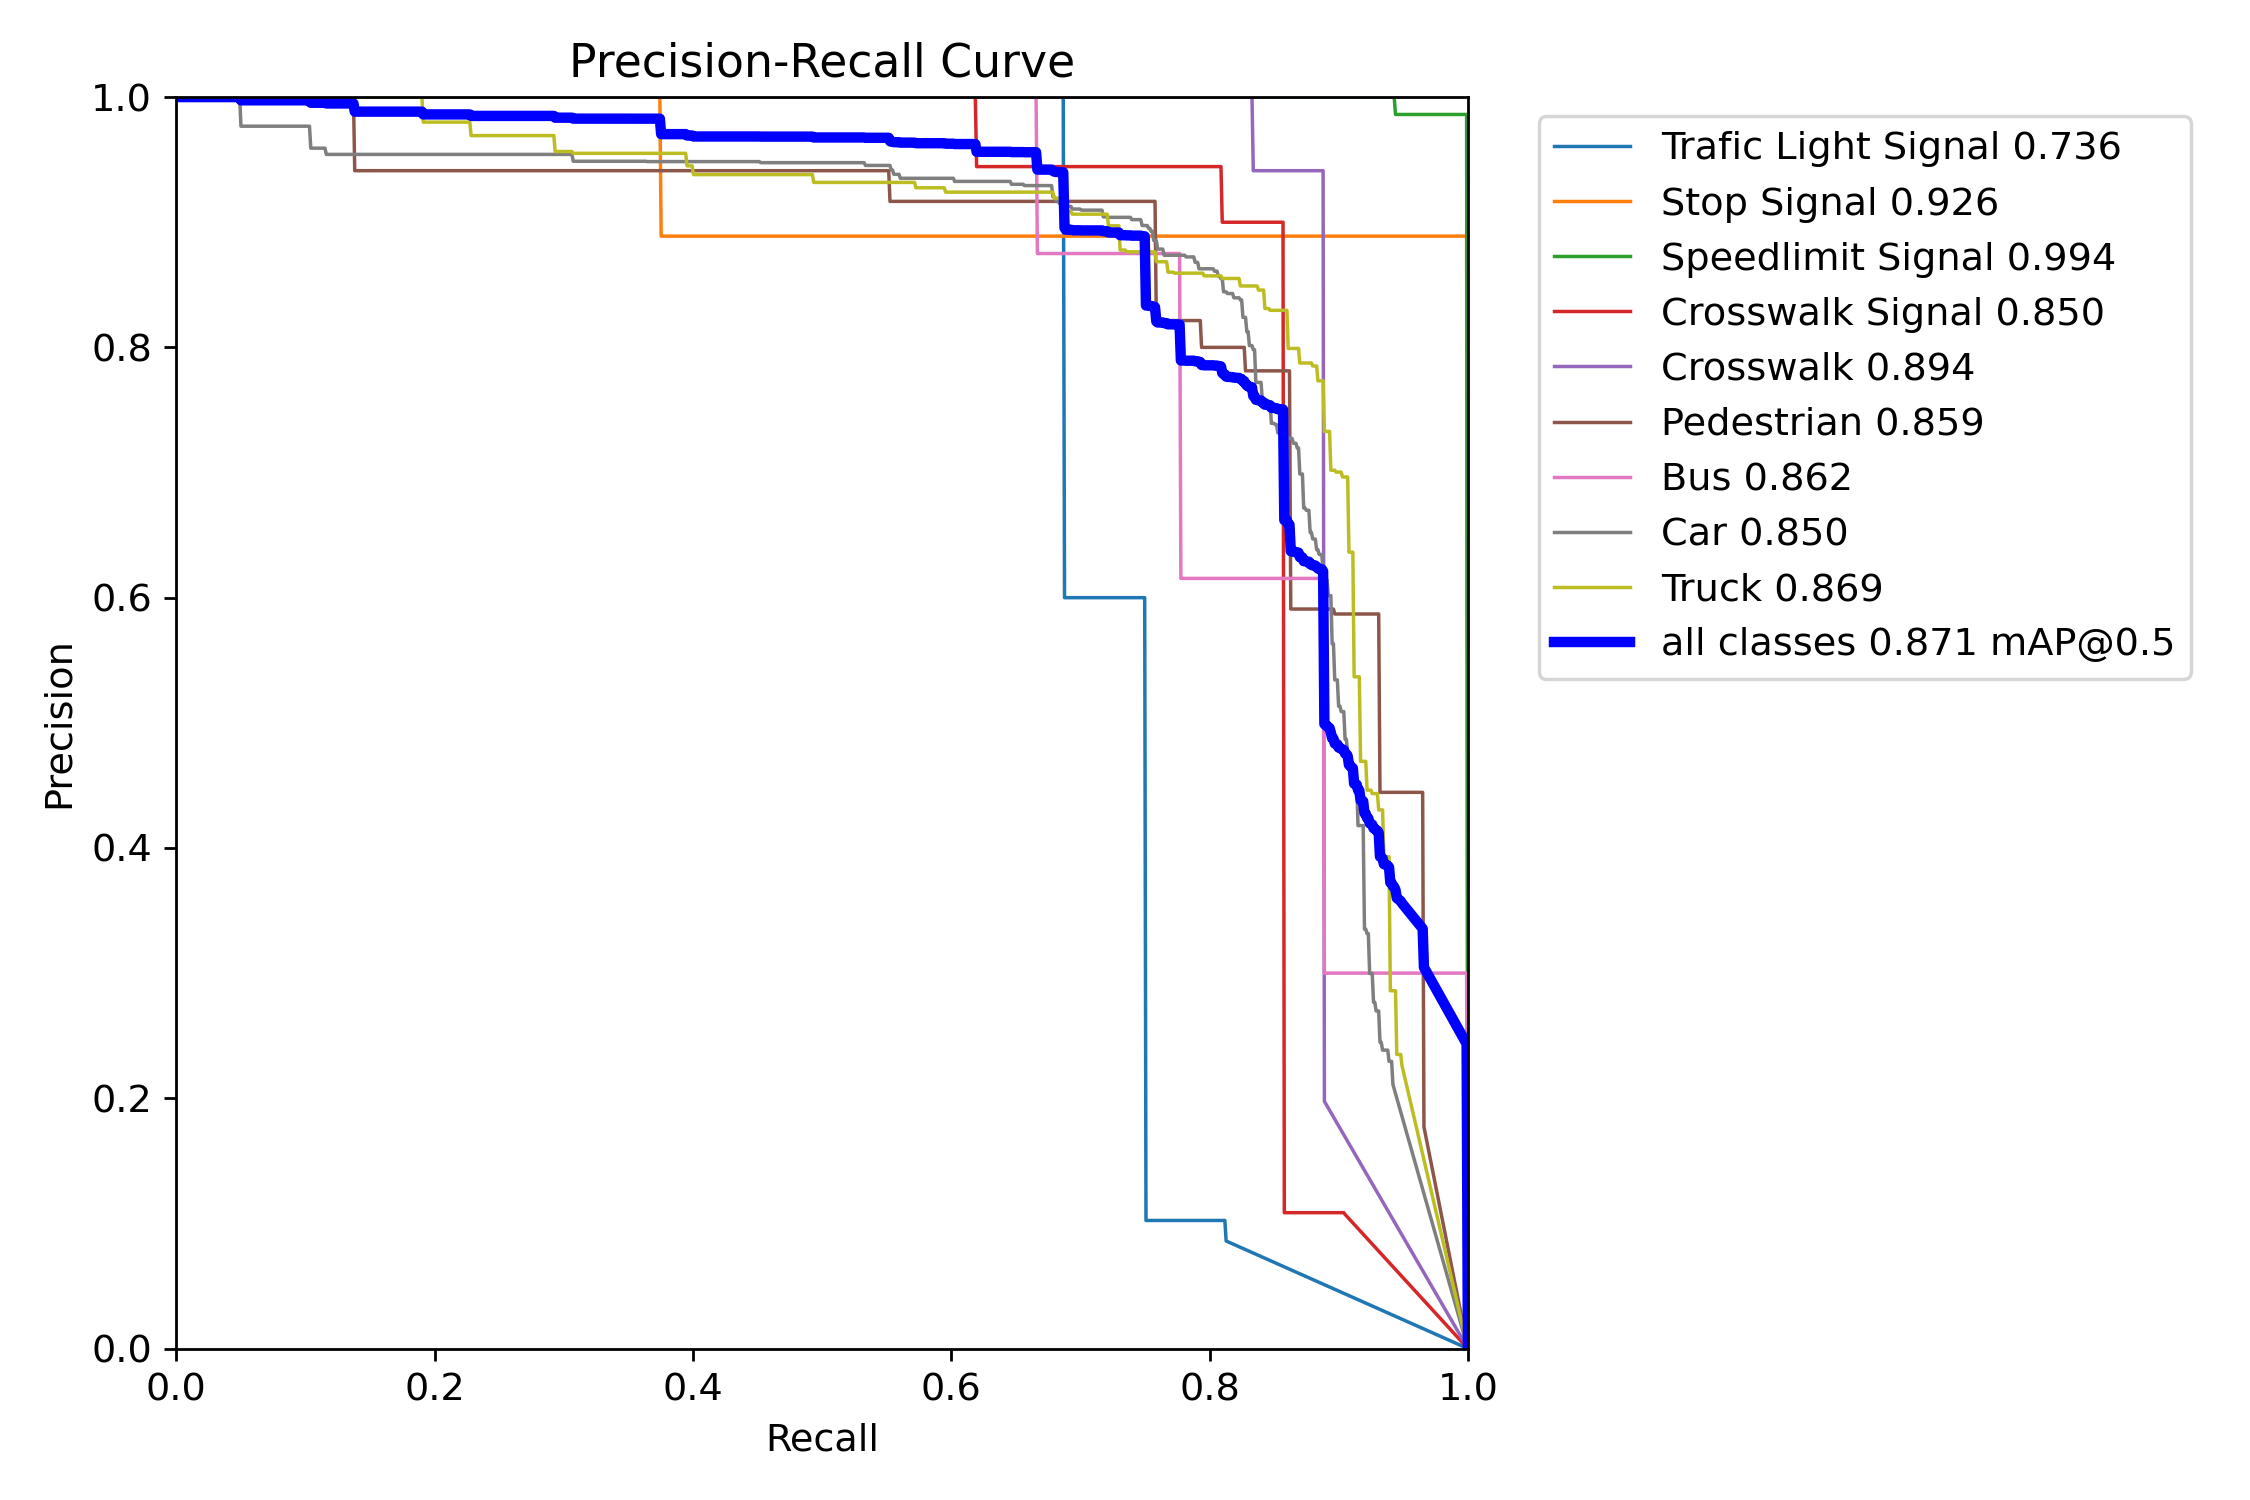 Precision-Recall Curve
1.0
0.8
0.6
0.4
0.2
0.0
Precision
0.0 0.2 0.4 0.6 0.8 1.0
Recall
Trafic Light Signal 0.736
Stop Signal 0.926
Speedlimit Signal 0.994
Crosswalk Signal 0.850
Crosswalk 0.894
Pedestrian 0.859
Bus 0.862
Car 0.850
Truck 0.869
all classes 0.871 mAP@0.5